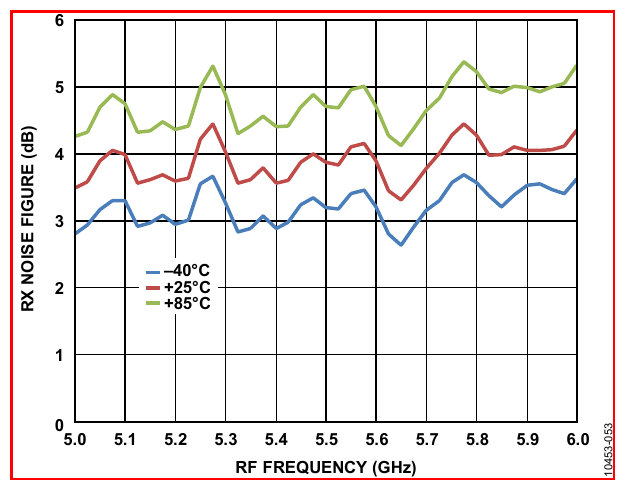 RX NOISE FIGURE (dB)
6
5
4
3
2
1
0
–40°C
+25°C
+85°C
5.0 5.1 5.2 5.3 5.4 5.5 5.6 5.7 5.8 5.9 6.0
RF FREQUENCY (GHz)
10453-053